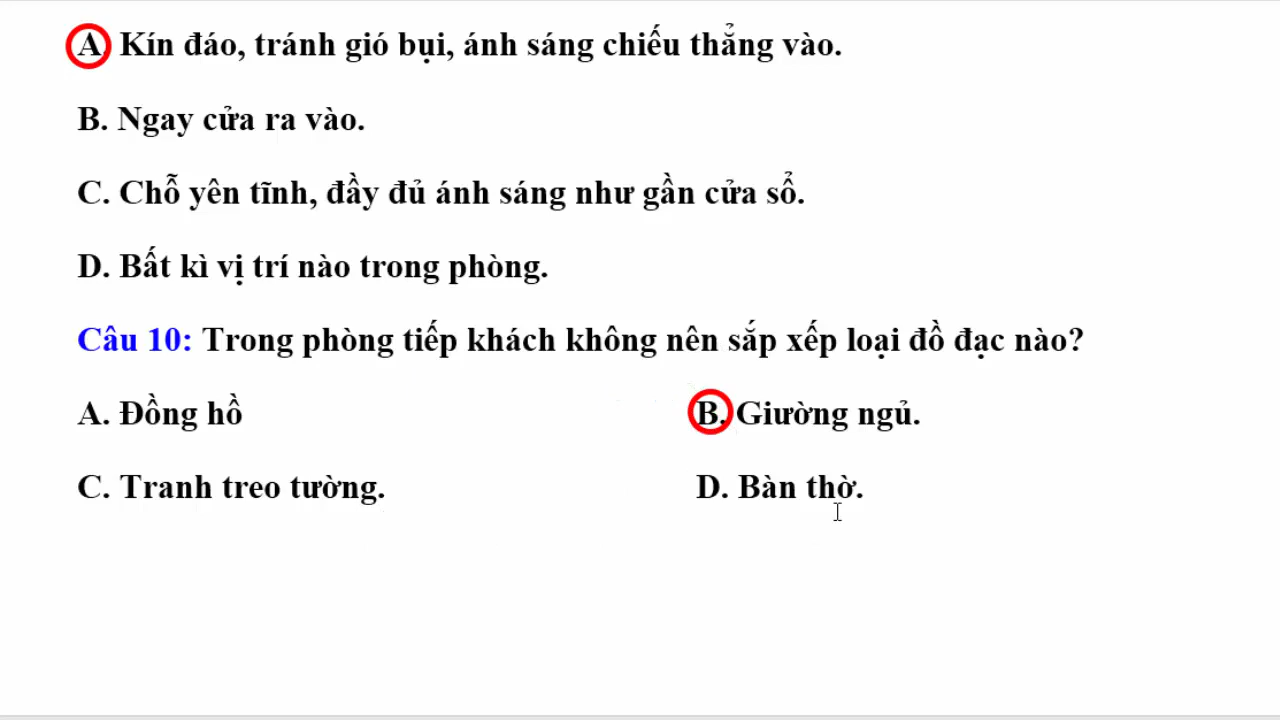 A Kín đáo, tránh gió bụi, ánh sáng chiếu thẳng vào.
B. Ngay cửa ra vào.
C. Chỗ yên tĩnh, đầy đủ ánh sáng như gần cửa sổ.
D. Bất kì vị trí nào trong phòng.
Câu 10: Trong phòng tiếp khách không nên sắp xếp loại đồ đạc nào?
A. Đồng hồ B. Giường ngủ.
C. Tranh treo tường. D. Bàn thờ.